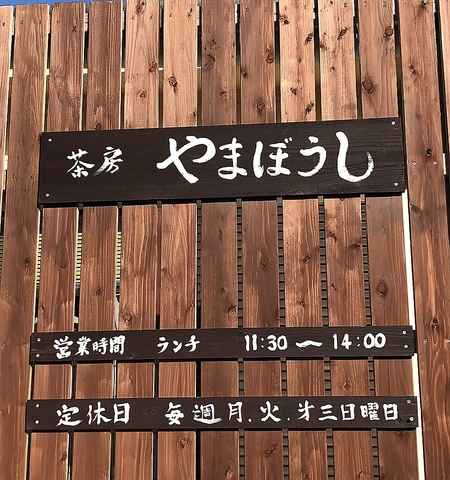 茶房 やまぼうし
営業時間 ランチ 11:30 〜 14:00
定休日 毎週月.火.第三日曜日